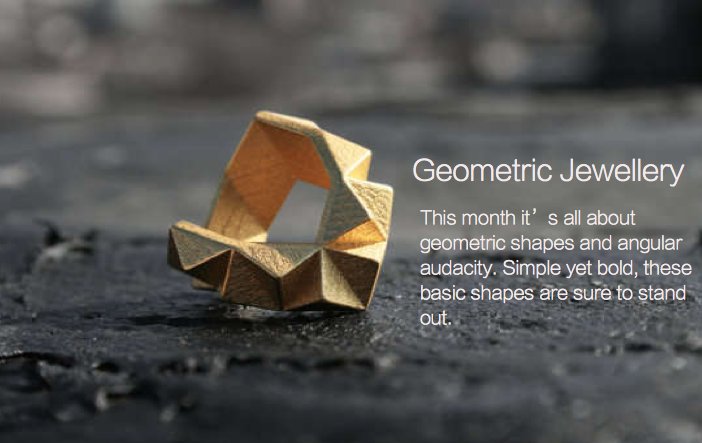 Geometric Jewellery
This month it’s all about
geometric shapes and angular
audacity. Simple yet bold, these
basic shapes are sure to stand
out.